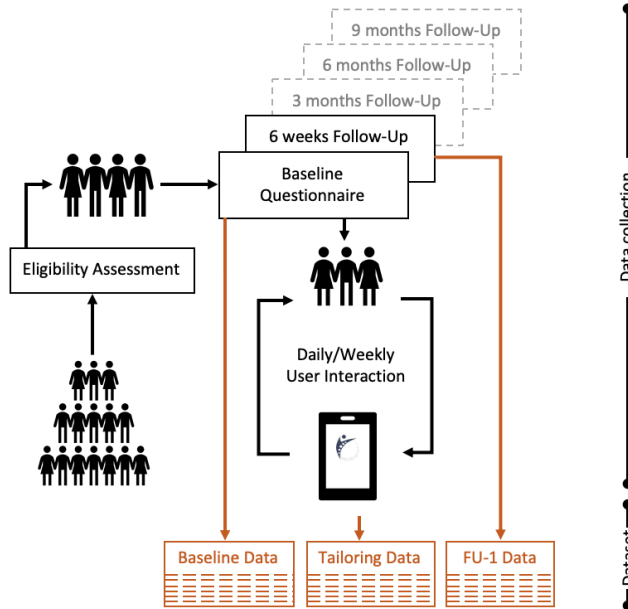 9 months Follow-Up
6 months Follow-Up
3 months Follow-Up
6 weeks Follow-Up
Baseline
Questionnaire
Eligibility Assessment
Daily/Weekly
User Interaction
Data collection
Baseline Data
Tailoring Data
FU-1 Data
Dataset